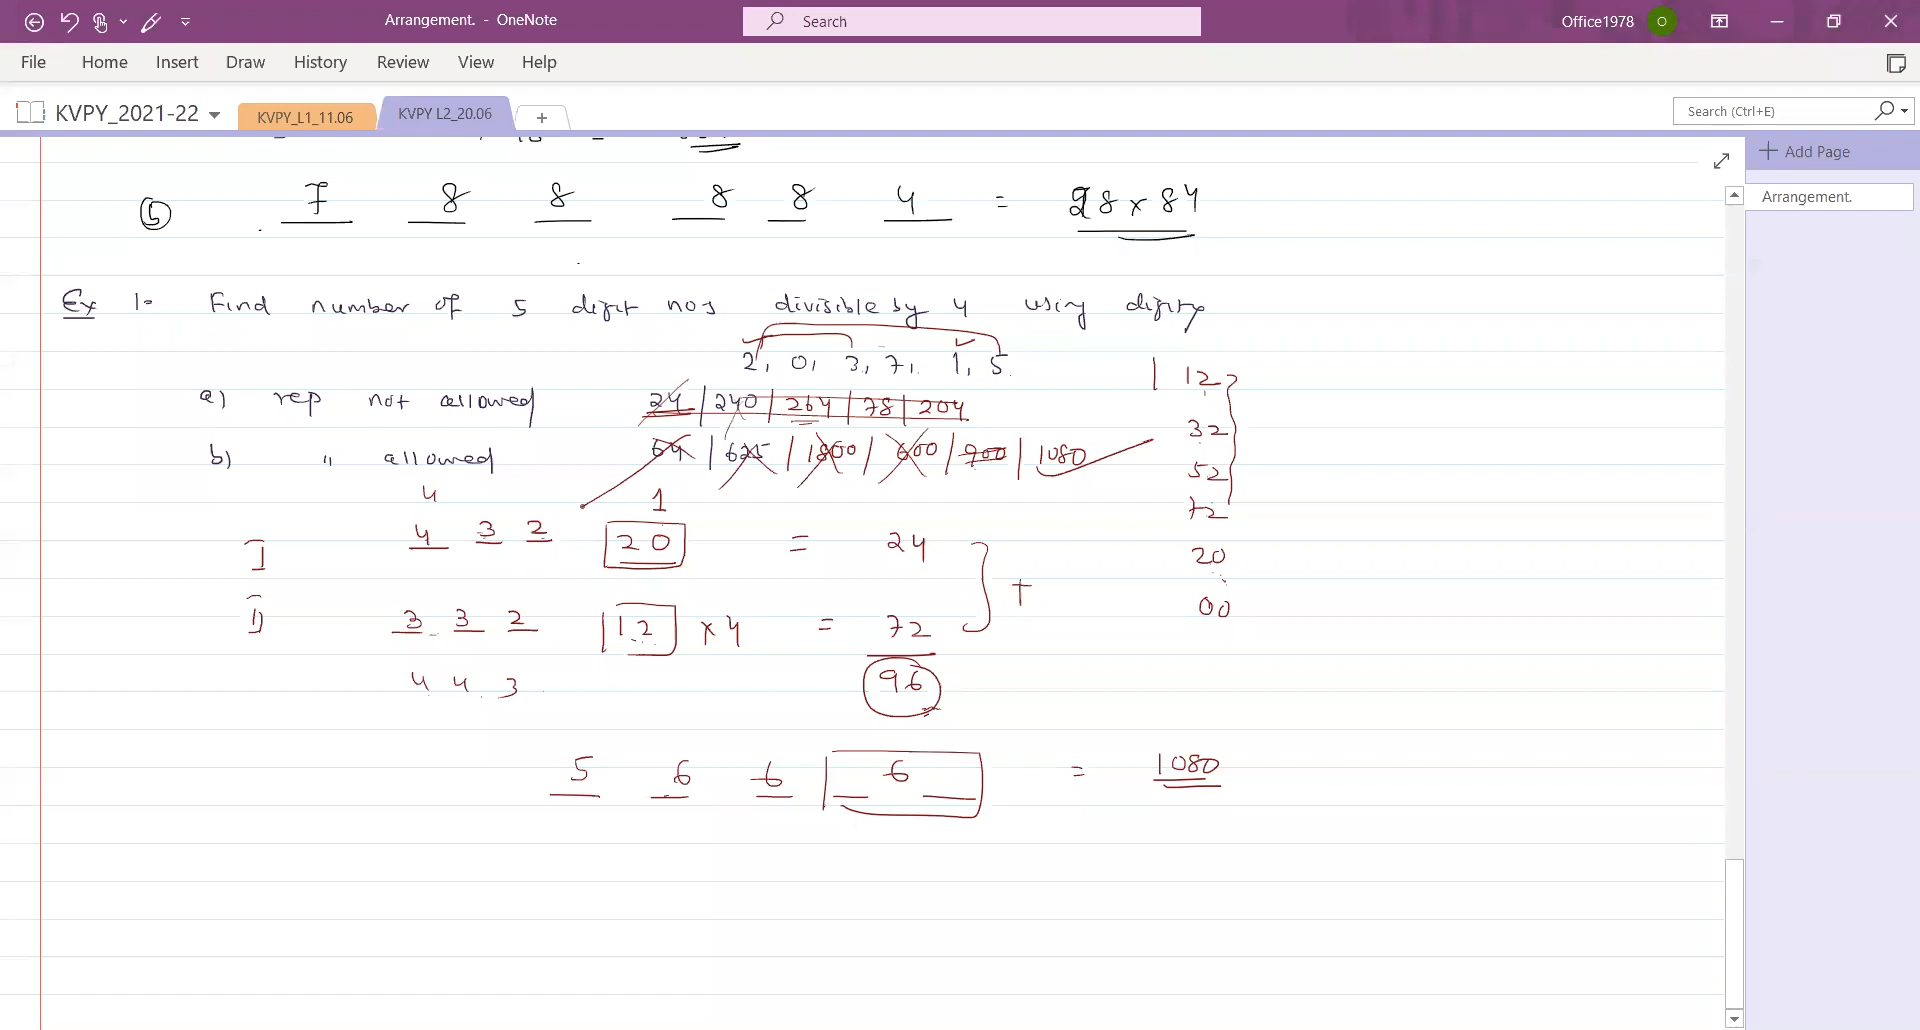 Arrangement. - OneNote
Search
Office1978
O
File Home Insert Draw History Review View Help
KVPY_2021-22
KVPY_L1_11.06
KVPY L2_20.06
+
Search (Ctrl+E)
+ Add Page
Arrangement.
⑥ 7 8 8 8 8 4 = 28 x 84
Ex 1- Find number of 5 digit nos divisible by 4 using digits
2, 0, 3, 7, 1, 5.
a) rep not allowed 24 | 240 | 264 | 78 | 204
b) " allowed 64 | 625 | 1800 | 600 | 900 | 1080
| 12
32
52
72
20
00
4 1
I 4 3 2 20 = 24
II 3 3 2 12 x 4 = 72
+
4 4 3 96
5 6 6 6 = 1080